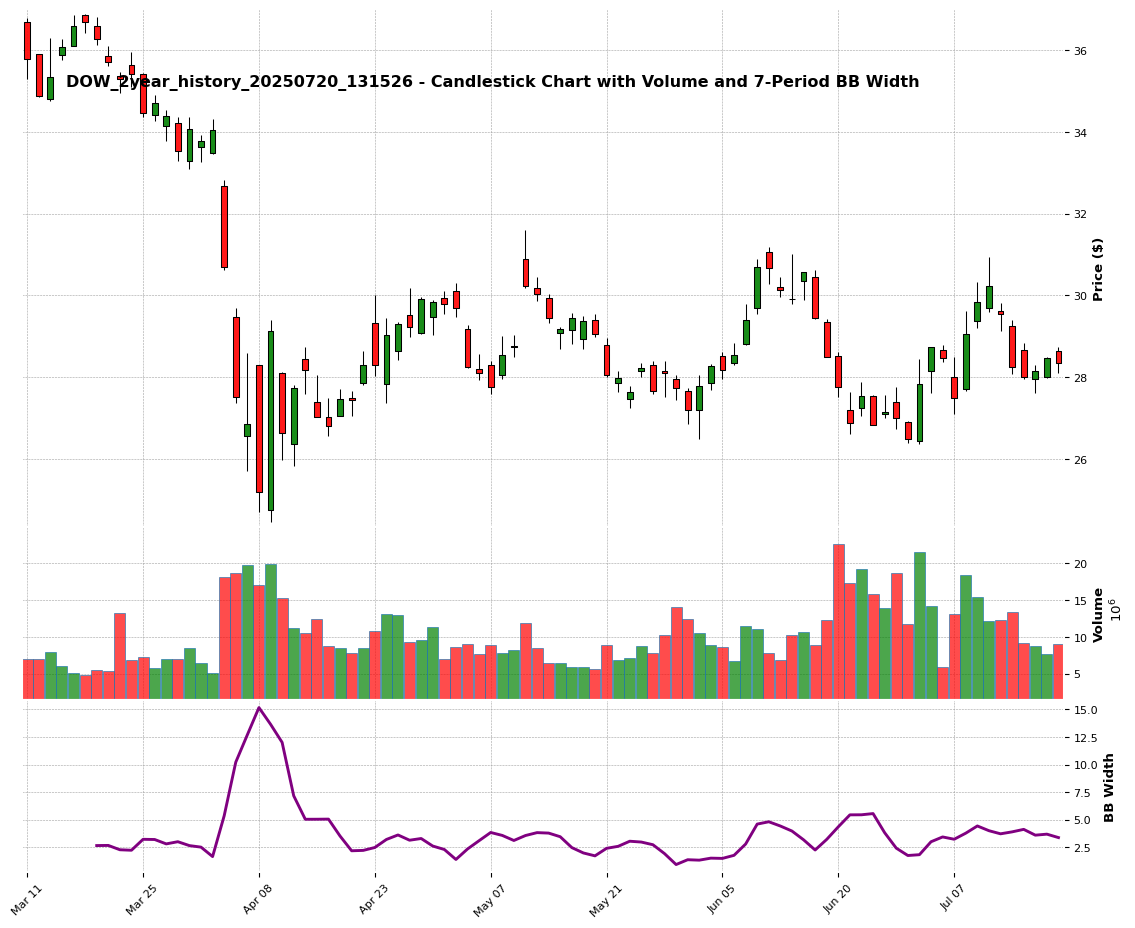 DOW_2year_history_20250720_131526 - Candlestick Chart with Volume and 7-Period BB Width
36
34
32
30
28
26
Price ($)
20
15
10
5
Volume
10⁶
15.0
12.5
10.0
7.5
5.0
2.5
BB Width
Mar 11
Mar 25
Apr 08
Apr 23
May 07
May 21
Jun 05
Jun 20
Jul 07